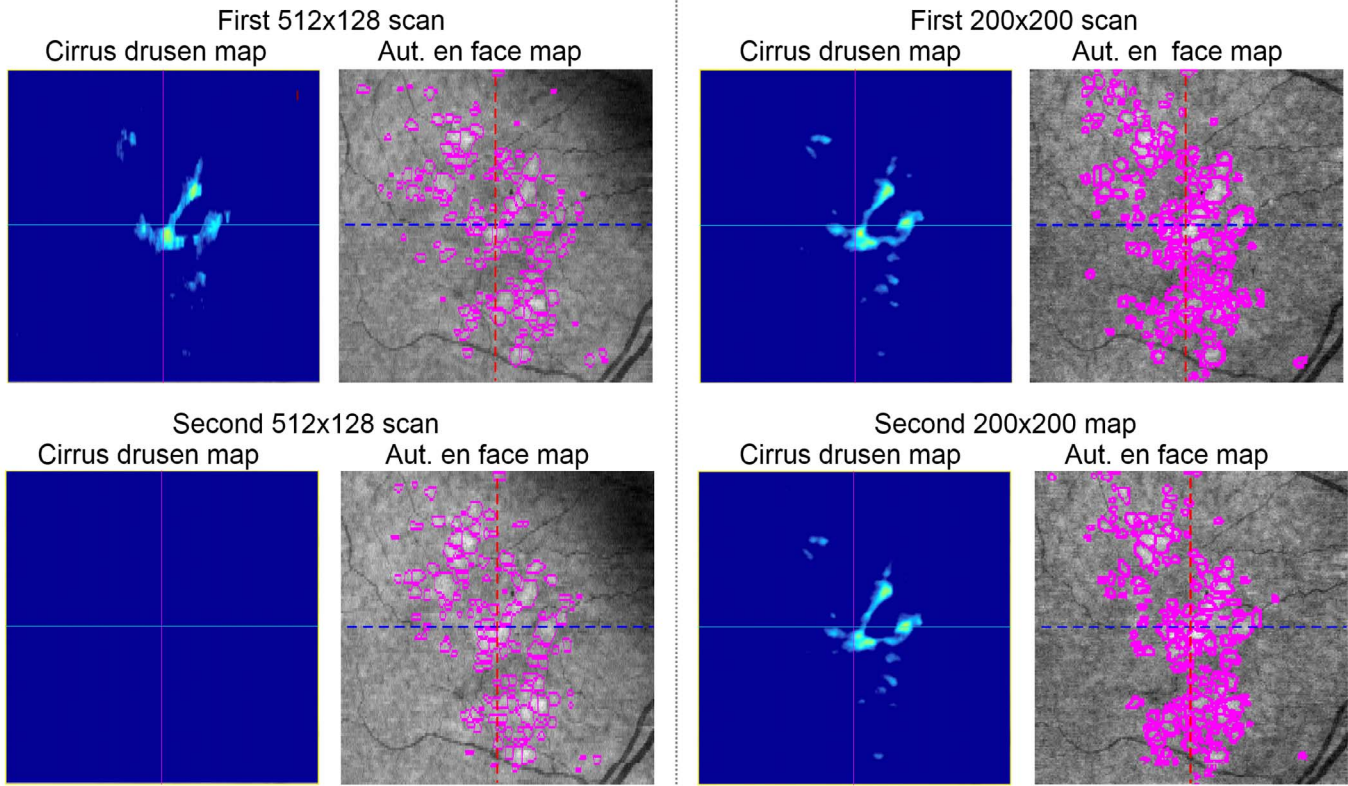 First 512x128 scan
Cirrus drusen map
Aut. en face map
First 200x200 scan
Cirrus drusen map
Aut. en  face map
Second 512x128 scan
Cirrus drusen map
Aut. en face map
Second 200x200 map
Cirrus drusen map
Aut. en face map